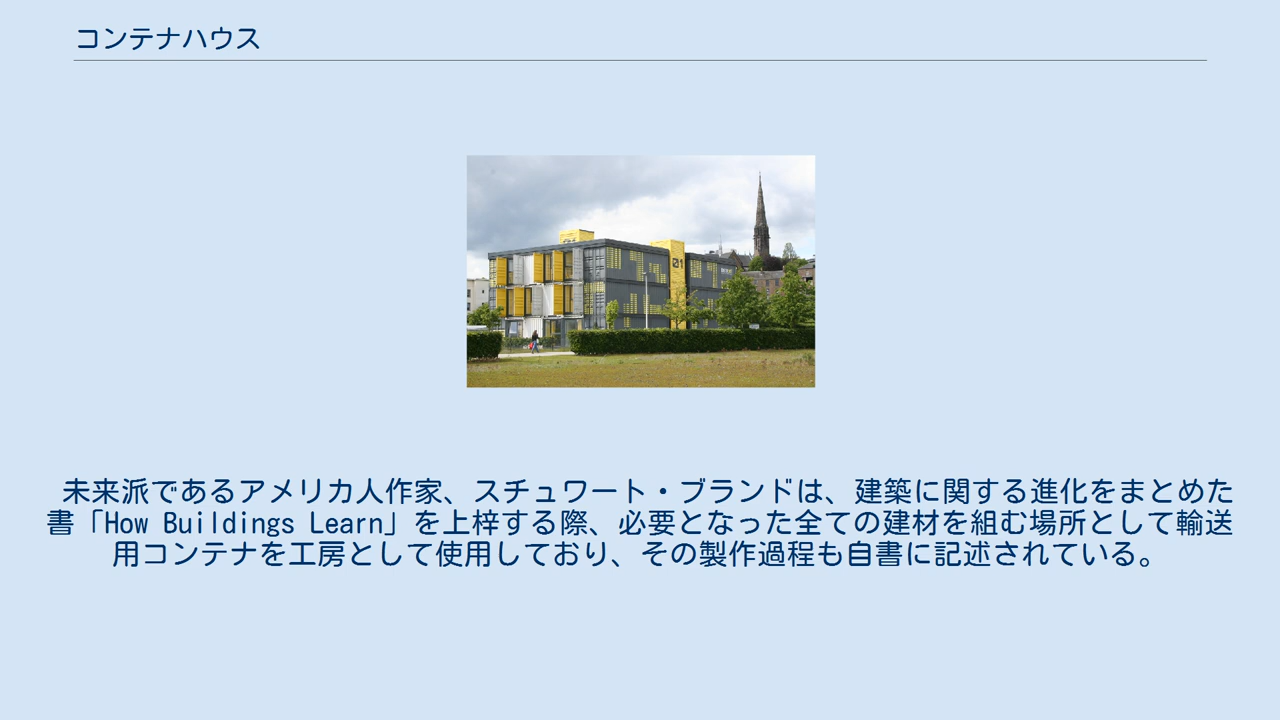 コンテナハウス
01
未来派であるアメリカ人作家、スチュワート・ブランドは、建築に関する進化をまとめた
書「How Buildings Learn」を上梓する際、必要となった全ての建材を組む場所として輸送
用コンテナを工房として使用しており、その製作過程も自書に記述されている。